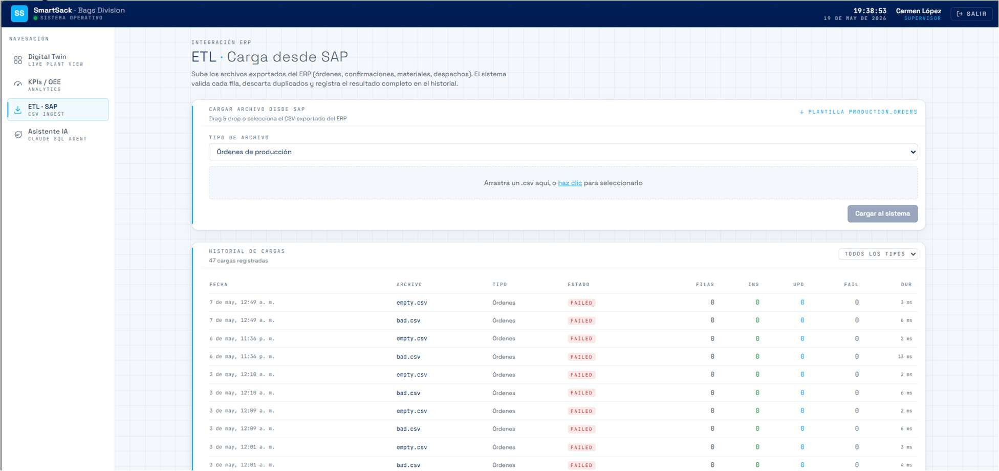 SS
SmartSack · Bags Division
SISTEMA OPERATIVO
19:38:53
19 DE MAY DE 2026
Carmen López
SUPERVISOR
SALIR
NAVEGACIÓN
Digital Twin
LIVE PLANT VIEW
KPIs / OEE
ANALYTICS
ETL · SAP
CSV INGEST
Asistente IA
CLAUDE SQL AGENT
INTEGRACIÓN ERP
ETL · Carga desde SAP
Sube los archivos exportados del ERP (órdenes, confirmaciones, materiales, despachos). El sistema
valida cada fila, descarta duplicados y registra el resultado completo en el historial.
CARGAR ARCHIVO DESDE SAP
Drag & drop o selecciona el CSV exportado del ERP
↓ PLANTILLA PRODUCTION_ORDERS
TIPO DE ARCHIVO
Órdenes de producción
Arrastra un .csv aquí, o haz clic para seleccionarlo
Cargar al sistema
HISTORIAL DE CARGAS
47 cargas registradas
TODOS LOS TIPOS
FECHA ARCHIVO TIPO ESTADO FILAS INS UPD FAIL DUR
7 de may, 12:49 a. m. empty.csv Órdenes FAILED 0 0 0 0 3 ms
7 de may, 12:49 a. m. bad.csv Órdenes FAILED 0 0 0 0 6 ms
6 de may, 11:36 p. m. empty.csv Órdenes FAILED 0 0 0 0 2 ms
6 de may, 11:36 p. m. bad.csv Órdenes FAILED 0 0 0 0 13 ms
3 de may, 12:10 a. m. empty.csv Órdenes FAILED 0 0 0 0 2 ms
3 de may, 12:10 a. m. bad.csv Órdenes FAILED 0 0 0 0 6 ms
3 de may, 12:09 a. m. empty.csv Órdenes FAILED 0 0 0 0 2 ms
3 de may, 12:09 a. m. bad.csv Órdenes FAILED 0 0 0 0 6 ms
3 de may, 12:01 a. m. empty.csv Órdenes FAILED 0 0 0 0 3 ms
3 de may, 12:01 a. m. bad.csv Órdenes FAILED 0 0 0 0 4 ms